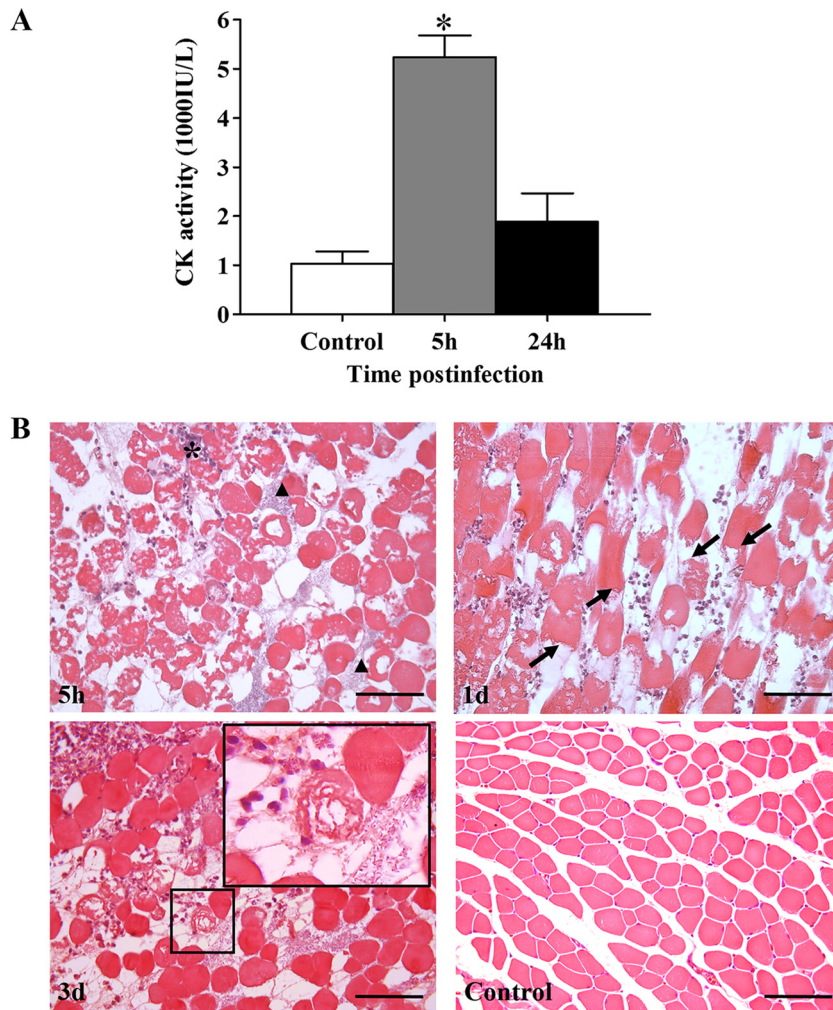 A
CK activity (1000IU/L)
6
5
4
3
2
1
0
*
Control 5h 24h
Time postinfection
B
*
5h
1d
3d
Control